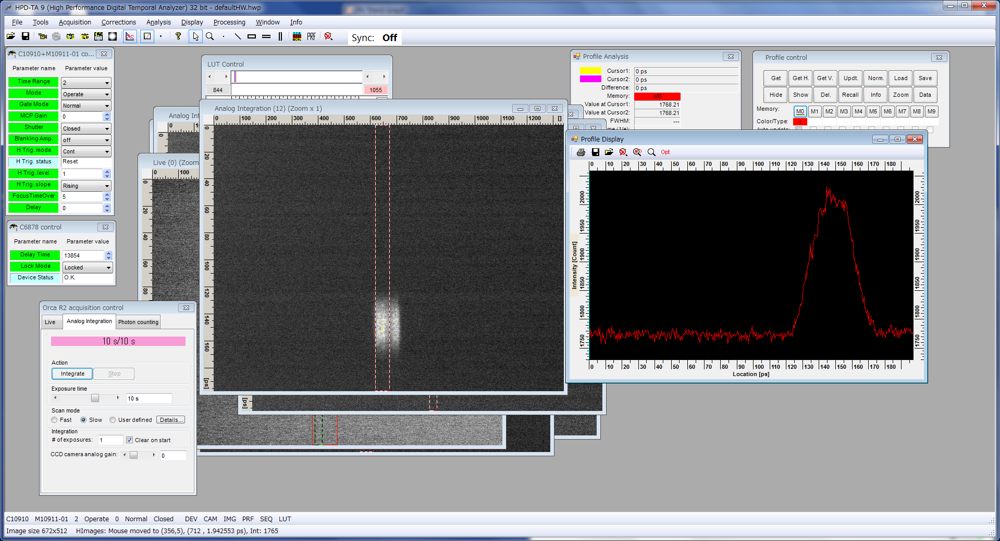 HPD-TA 9 (High Performance Digital Temporal Analyzer) 32 bit - defaultHW.hwp
File Tools Acquisition Corrections Analysis Display Processing Window Info
PRF
Sync: Off
C10910+M10911-01 co...
Parameter name Parameter value
Time Range 2
Mode Operate
Gate Mode Normal
MCP Gain 0
Shutter Closed
Blanking Amp. off
H Trig. mode Cont
H Trig. status Reset
H Trig. level 1
H Trig. slope Rising
FocusTimeOver 5
Delay 0
C6878 control
Parameter name Parameter value
Delay Time 13854
Lock Mode Locked
Device Status O.K.
Orca R2 acquisition control
Live Analog Integration Photon counting
10 s/10 s
Action
Integrate Stop
Exposure time
10 s
Scan mode
Fast Slow User defined Details...
Integration
# of exposures: 1 Clear on start
CCD camera analog gain: 0
LUT Control
844 1055
Analog Int
0
0
Live (0) (Zoom
0 100
0
20
40
60
80
Analog Integration (12) (Zoom x 1)
0 100 200 300 400 500 600 700 800 900 1000 1100 1200 []
0
20
40
60
80
100
120
140
160
[ps]
[ps]
Profile Analysis
Cursor1: 0 ps
Cursor2: 0 ps
Difference: 0 ps
Memory: M0
Value at Cursor1: 1768.21
Value at Cursor2: 1768.21
FWHM: ---
me (1/e):
Profile control
Get Get H. Get V. Updt. Norm. Load Save
Hide Show Del. Recall Info Zoom Data
Memory: M0 M1 M2 M3 M4 M5 M6 M7 M8 M9
Color/Type:
Auto update:
Profile Display
Opt
0 10 20 30 40 50 60 70 80 90 100 110 120 130 140 150 160 170 180
2000 2000
1950 1950
1900 1900
1850 1850
1800 1800
1750 1750
Intensity [Count]
0 10 20 30 40 50 60 70 80 90 100 110 120 130 140 150 160 170 180
Location [ps]
C10910 M10911-01 2 Operate 0 Normal Closed DEV CAM IMG PRF SEQ LUT
Image size 672x512 HImages: Mouse moved to (356,5), (712 , 1.942553 ps), Int: 1765